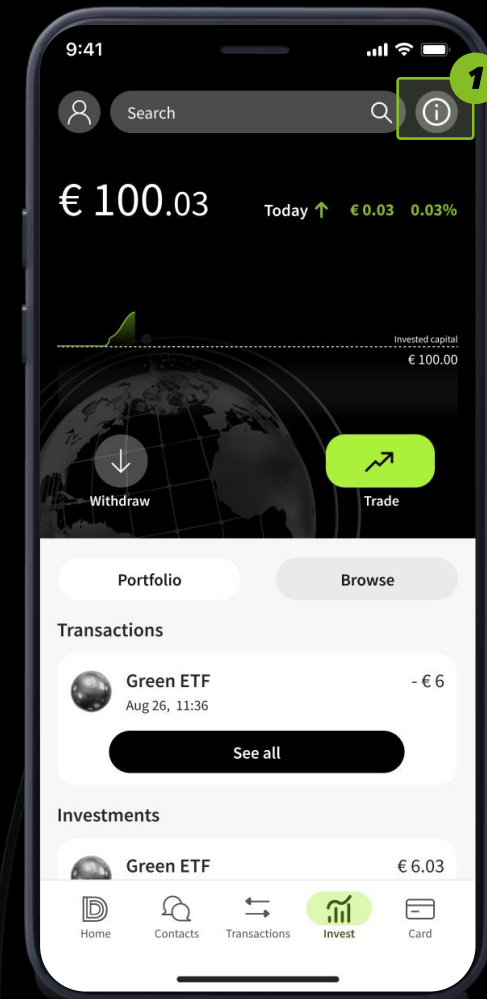 9:41
1
Search
€ 100.03
Today ↑ € 0.03 0.03%
Invested capital
€ 100.00
Withdraw
Trade
Portfolio
Browse
Transactions
Green ETF
- € 6
Aug 26, 11:36
See all
Investments
Green ETF
€ 6.03
Home
Contacts
Transactions
Invest
Card